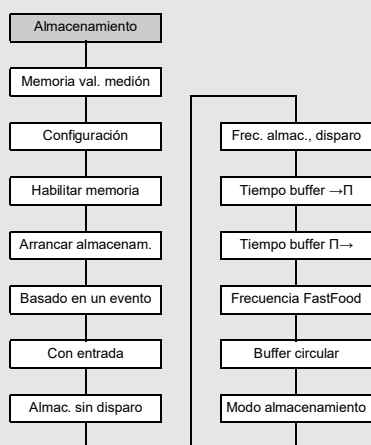 Almacenamiento
Memoria val. medión
Configuración
Habilitar memoria
Arrancar almacenam.
Basado en un evento
Con entrada
Almac. sin disparo
Frec. almac., disparo
Tiempo buffer →Π
Tiempo buffer Π→
Frecuencia FastFood
Buffer circular
Modo almacenamiento